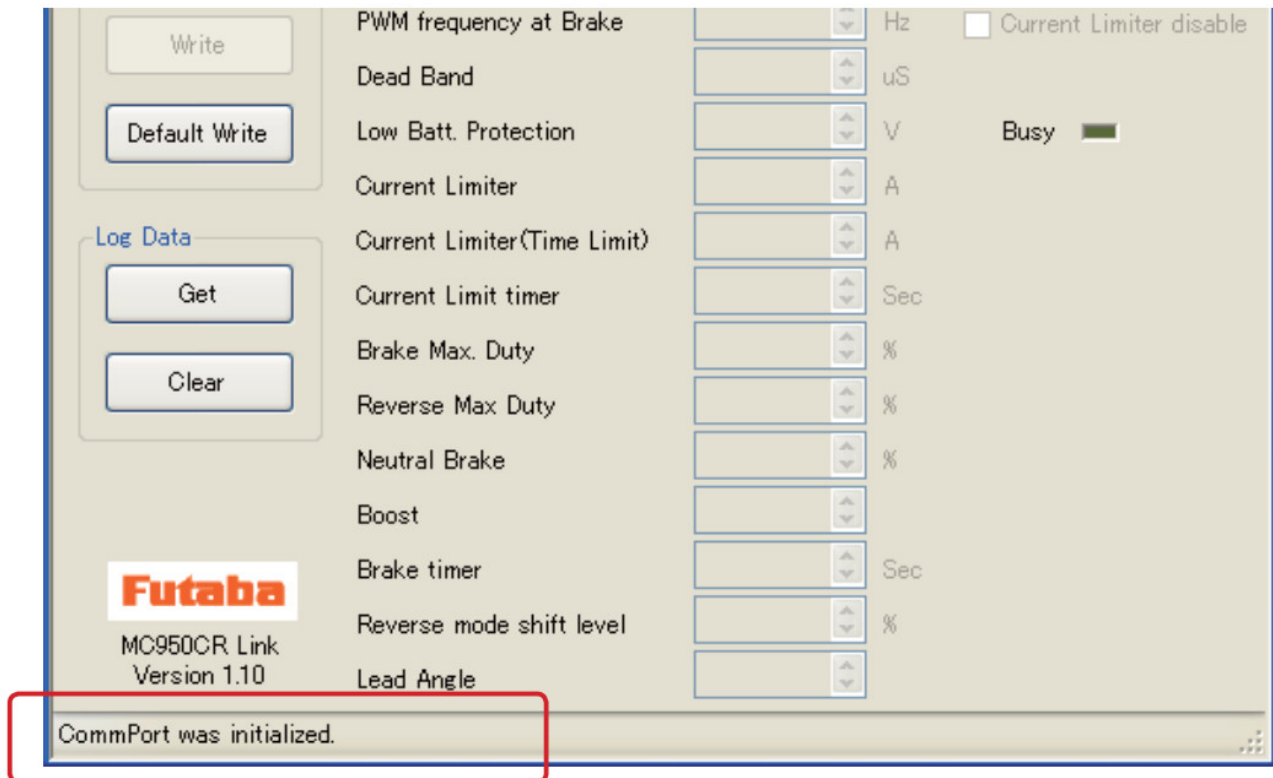 Write
Default Write
Log Data
Get
Clear
Futaba
MC950CR Link
Version 1.10
PWM frequency at Brake Hz
Dead Band uS
Low Batt. Protection V
Current Limiter A
Current Limiter(Time Limit) A
Current Limit timer Sec
Brake Max. Duty %
Reverse Max Duty %
Neutral Brake %
Boost
Brake timer Sec
Reverse mode shift level %
Lead Angle
Current Limiter disable
Busy
CommPort was initialized.